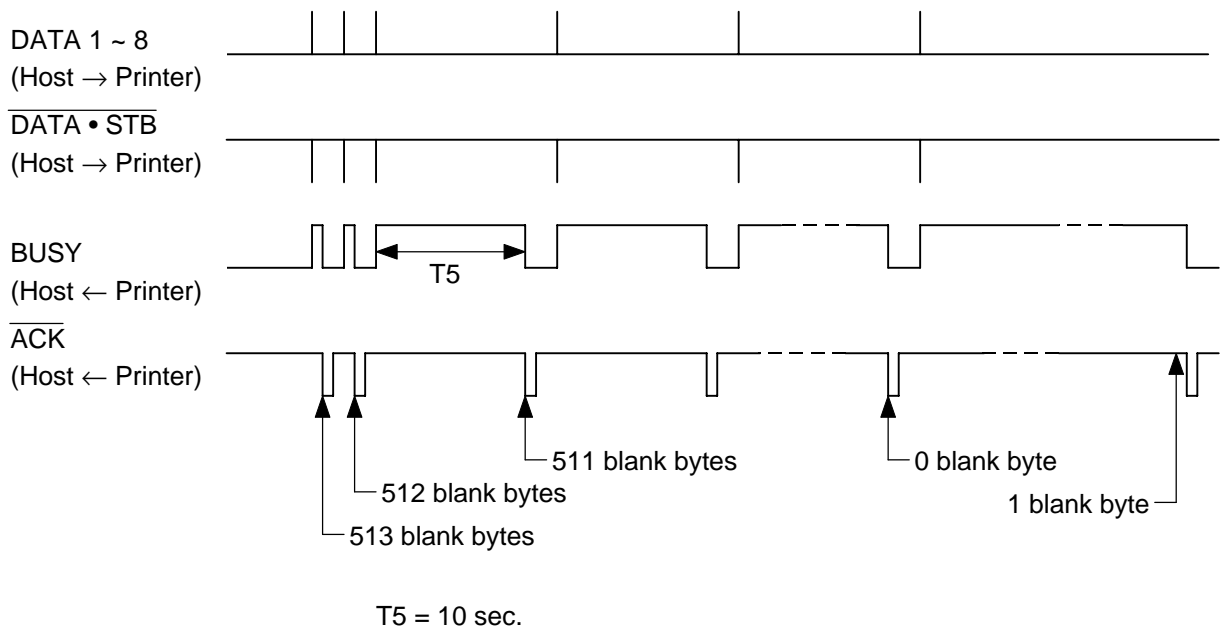 DATA 1 ~ 8
(Host → Printer)
DATA • STB
(Host → Printer)
BUSY
(Host ← Printer)
T5
ACK
(Host ← Printer)
511 blank bytes
0 blank byte
512 blank bytes
1 blank byte
513 blank bytes
T5 = 10 sec.